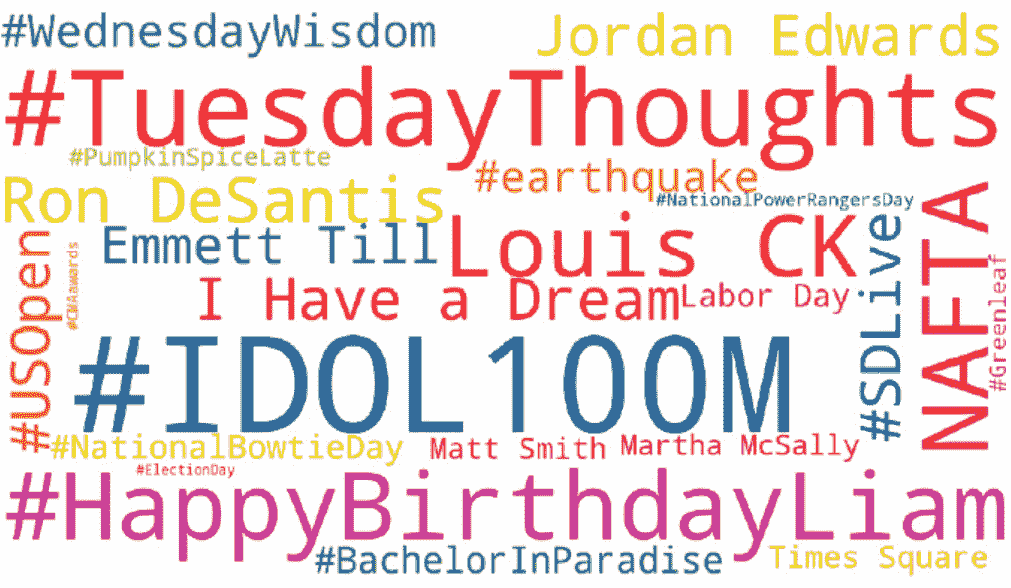 #WednesdayWisdom
Jordan Edwards
#TuesdayThoughts
#PumpkinSpiceLatte
#earthquake
Ron DeSantis
#NationalPowerRangersDay
Emmett Till
Louis CK
I Have a Dream
Labor Day
#USOpen
#CMAawards
#SDLive
NAFTA
#Greenleaf
#IDOL100M
#NationalBowtieDay
Matt Smith
Martha McSally
#ElectionDay
#HappyBirthdayLiam
#BachelorInParadise
Times Square